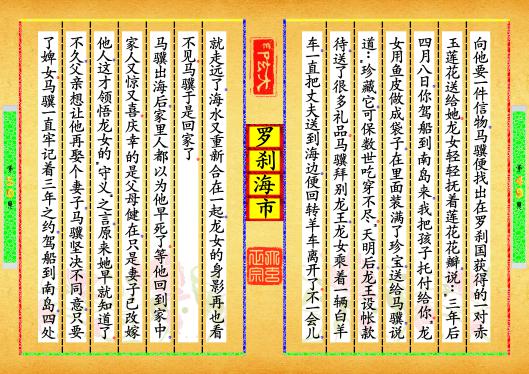 向他要一件信物马骥便找出在罗刹国获得的一对赤
玉莲花送给她龙女轻轻抚着莲花花瓣说：三年后
四月八日你驾船到南岛来我把孩子托付给你。龙
女用鱼皮做成袋子在里面装满了珍宝送给马骥说
道：珍藏它可保数世吃穿不尽。天明后龙王设帐款
待送了很多礼品马骥拜别龙王龙女乘着一辆白羊
车一直把丈夫送到海边便回转羊车离开了不一会儿
罗刹海市
就走远了海水又重新合在一起龙女的身影再也看
不见马骥于是回家了
马骥出海后家里人都以为他早死了等他回到家中
家人又惊又喜庆幸的是父母健在只是妻子已改嫁
他人这才领悟龙女的“守义”之言原来她早就知道了
不久父亲想让他再娶个妻子马骥坚决不同意只要
了婢女马骥一直牢记着三年之约驾船到南岛四处